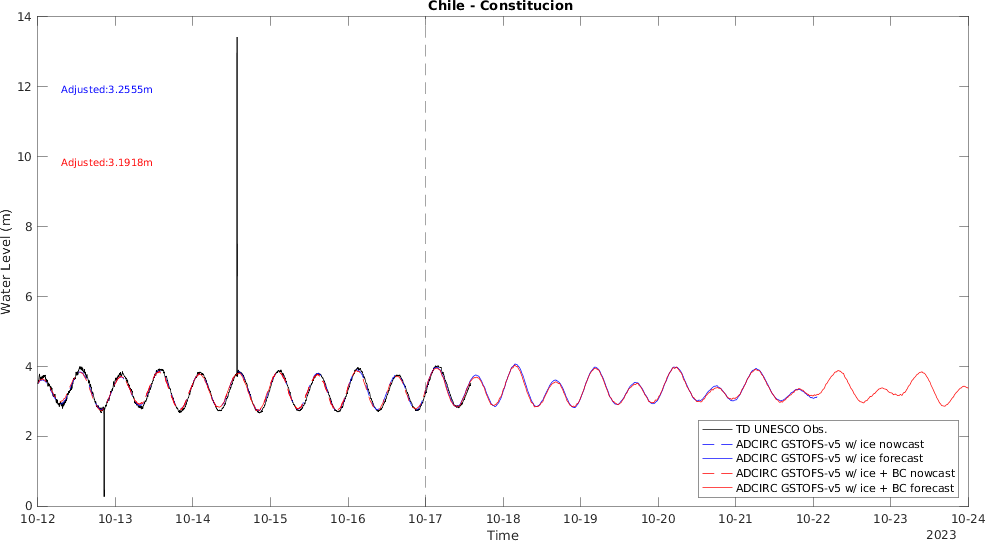 Chile - Constitucion
14
12
10
8
6
4
2
0
Water Level (m)
Adjusted:3.2555m
Adjusted:3.1918m
TD UNESCO Obs.
ADCIRC GSTOFS-v5 w/ ice nowcast
ADCIRC GSTOFS-v5 w/ ice forecast
ADCIRC GSTOFS-v5 w/ ice + BC nowcast
ADCIRC GSTOFS-v5 w/ ice + BC forecast
10-12 10-13 10-14 10-15 10-16 10-17 10-18 10-19 10-20 10-21 10-22 10-23 10-24
Time
2023